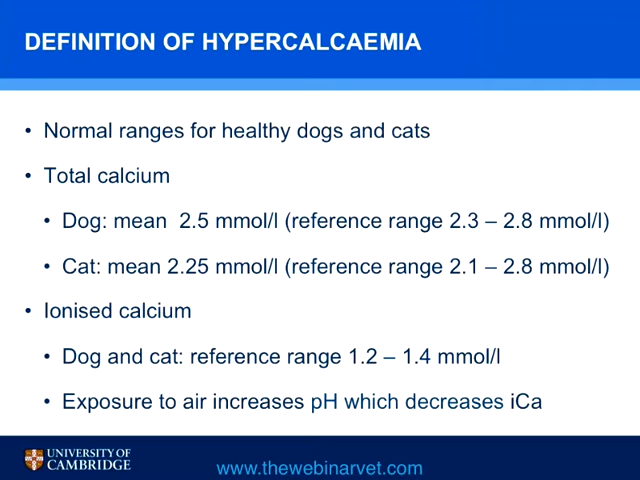 DEFINITION OF HYPERCALCAEMIA
• Normal ranges for healthy dogs and cats
• Total calcium
• Dog: mean  2.5 mmol/l (reference range 2.3 – 2.8 mmol/l)
• Cat: mean 2.25 mmol/l (reference range 2.1 – 2.8 mmol/l)
• Ionised calcium
• Dog and cat: reference range 1.2 – 1.4 mmol/l
• Exposure to air increases pH which decreases iCa
UNIVERSITY OF
CAMBRIDGE
www.thewebinarvet.com